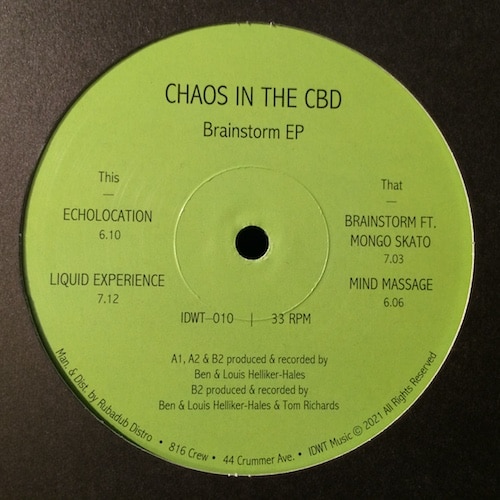 CHAOS IN THE CBD
Brainstorm EP
This
—
ECHOLOCATION
6.10
LIQUID EXPERIENCE
7.12
That
—
BRAINSTORM FT.
MONGO SKATO
7.03
MIND MASSAGE
6.06
IDWT-010 | 33 RPM
A1, A2 & B2 produced & recorded by
Ben & Louis Helliker-Hales
B2 produced & recorded by
Ben & Louis Helliker-Hales & Tom Richards
Man. & Dist. by Rubadub Distro • 816 Crew • 44 Crummer Ave. • IDWT Music © 2021 All Rights Reserved